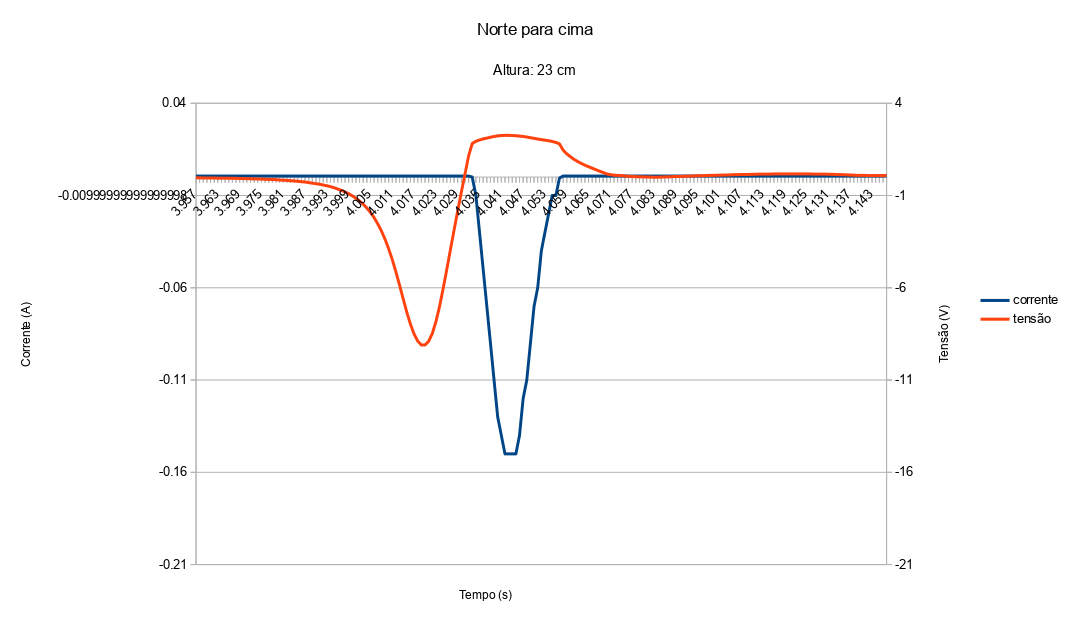 Norte para cima
Altura: 23 cm
0.04
4
-1
3.957 3.963 3.969 3.975 3.981 3.987 3.993 3.999 4.005 4.011 4.017 4.023 4.029 4.035 4.041 4.047 4.053 4.059 4.065 4.071 4.077 4.083 4.089 4.095 4.101 4.107 4.113 4.119 4.125 4.131 4.137 4.143
-0.06
-6
-0.11
-11
-0.16
-16
-0.21
-21
Corrente (A)
Tensão (V)
corrente
tensão
Tempo (s)